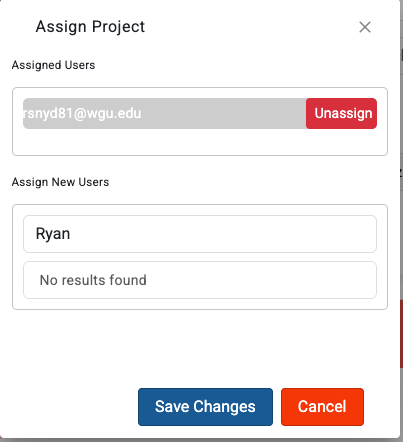 Assign Project
Assigned Users
rsnyd81@wgu.edu Unassign
Assign New Users
Ryan
No results found
Save Changes Cancel